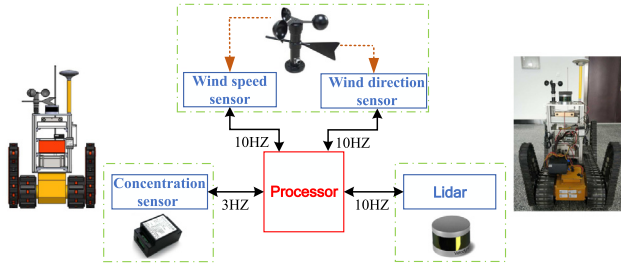 Wind speed
sensor
Wind direction
sensor
10HZ
10HZ
Concentration
sensor
3HZ
Processor
10HZ
Lidar